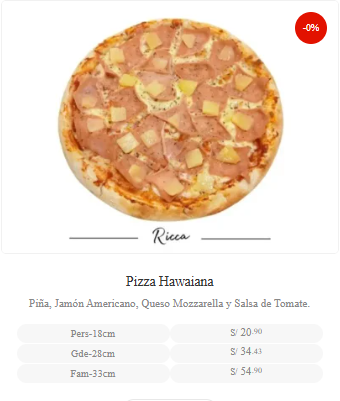 -0%
Ricca
Pizza Hawaiana
Piña, Jamón Americano, Queso Mozzarella y Salsa de Tomate.
Pers-18cm S/ 20.90
Gde-28cm S/ 34.43
Fam-33cm S/ 54.90